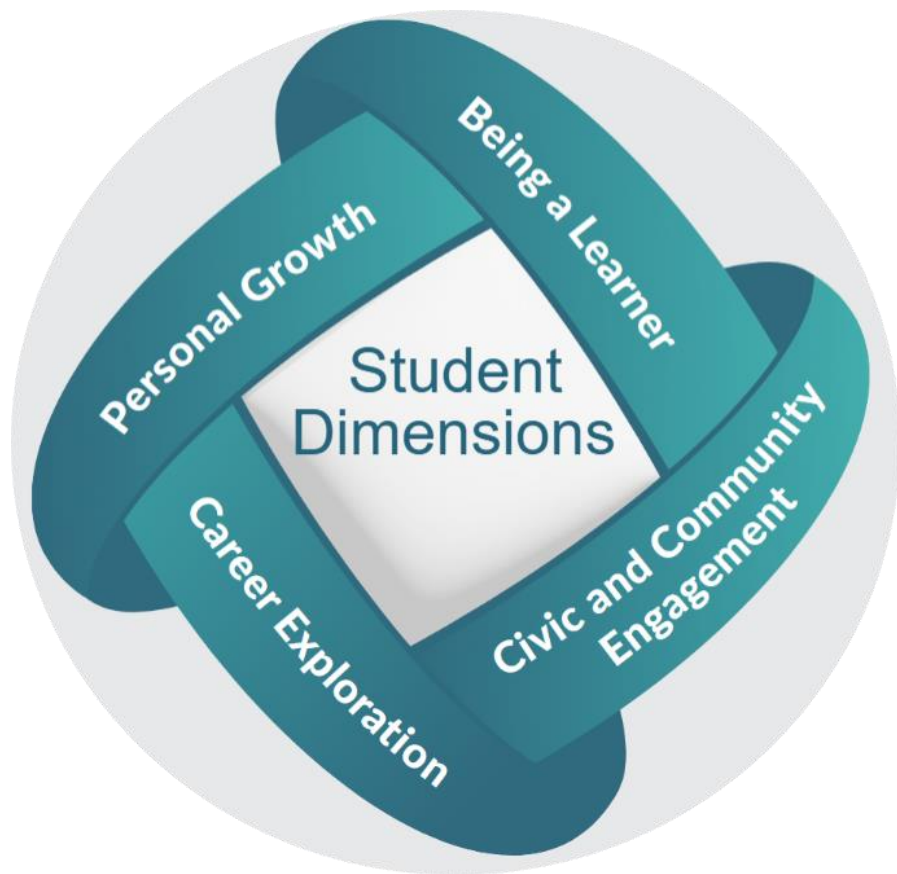 Being a Learner
Personal Growth
Student
Dimensions
Civic and Community
Engagement
Career Exploration